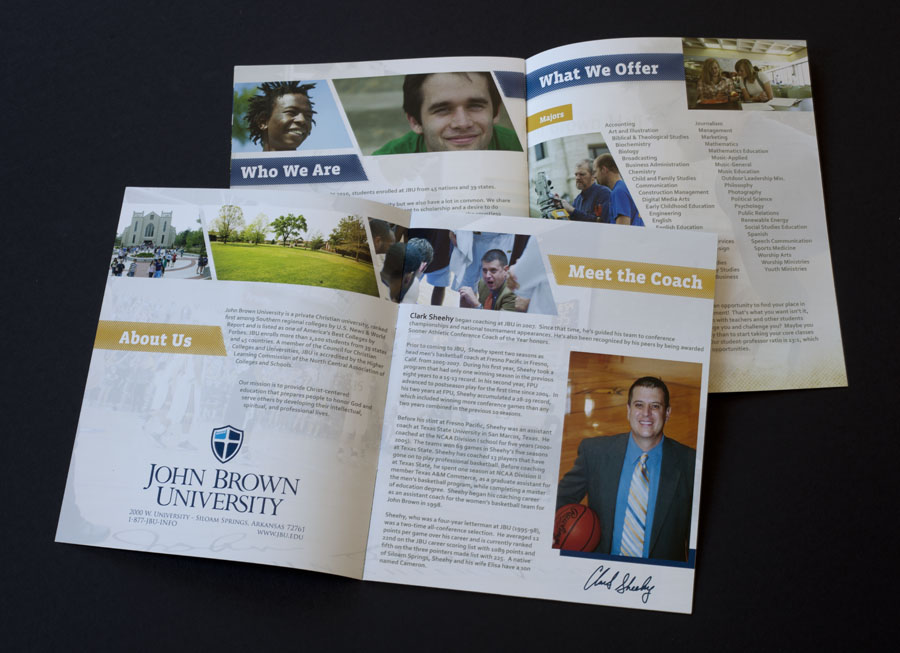 Who We Are
students enrolled at JBU from 45 nations and 39 states.
but we also have a lot in common. We share
to scholarship and a desire to do
What We Offer
Majors
Accounting
Art and Illustration
Biblical & Theological Studies
Biochemistry
Biology
Broadcasting
Business Administration
Chemistry
Child and Family Studies
Communication
Construction Management
Digital Media Arts
Early Childhood Education
Engineering
English
English Education
Journalism
Management
Marketing
Mathematics
Mathematics Education
Music-Applied
Music-General
Music Education
Outdoor Leadership Min.
Philosophy
Photography
Political Science
Psychology
Public Relations
Renewable Energy
Social Studies Education
Spanish
Speech Communication
Sports Medicine
Worship Arts
Worship Ministries
Youth Ministries
opportunity to find your place in
That's what you want isn't it,
with teachers and other students
you and challenge you? Maybe you
than to start taking your own classes
student professor ratio is 13:1, which
opportunities.
About Us
John Brown University is a private Christian university, ranked
first among Southern regional colleges by U.S. News & World
Report and is listed as one of America's Best Colleges by
Forbes. JBU enrolls more than 2,100 students from 39 states
and 45 countries. A member of the Council for Christian
Colleges and Universities, JBU is accredited by the Higher
Learning Commission of the North Central Association of
Colleges and Schools.
Our mission is to provide Christ-centered
education that prepares people to honor God and
serve others by developing their intellectual,
spiritual, and professional lives.
JOHN BROWN
UNIVERSITY
2000 W. UNIVERSITY - SILOAM SPRINGS, ARKANSAS 72761
1-877-JBU-INFO
WWW.JBU.EDU
Meet the Coach
Clark Sheehy began coaching at JBU in 2007. Since that time, he's guided his team to conference
championships and national tournament appearances. He's also been recognized by his peers by being awarded
Sooner Athletic Conference Coach of the Year honors.
Prior to coming to JBU, Sheehy spent two seasons as
head men's basketball coach at Fresno Pacific in Fresno
Calif. from 2005-2007. During his first year, Sheehy took a
program that had only one winning season in the previous
eight years to a 15-13 record. In his second year, FPU
advanced to postseason play for the first time since 2004. In
his two years at FPU, Sheehy accumulated a 28-29 record,
which included winning more conference games than any
two years combined in the previous 10 seasons.
Before his stint at Fresno Pacific, Sheehy was an assistant
coach at Texas State University in San Marcos, Texas. He
coached at the NCAA Division I school for five years (2000-
2005). The team won 69 games in Sheehy's five seasons
at Texas State. Sheehy has coached 13 players that have
gone on to play professional basketball. Before coaching
at Texas State, he spent one season at NCAA Division II
member Texas A&M Commerce, as a graduate assistant for
the men's basketball program, while completing a master
of education degree. Sheehy began his coaching career
as an assistant coach for the women's basketball team for
John Brown in 1998.
Sheehy, who was a four-year letterman at JBU (1995-98),
was a two-time all-conference selection. He averaged 12
points per game over his career and is currently ranked
22nd on the JBU career scoring list with 1089 points and
fifth on the three pointers made list with 225. A native
of Siloam Springs, Sheehy and his wife Elisa have a son
named Cameron.
Clark Sheehy